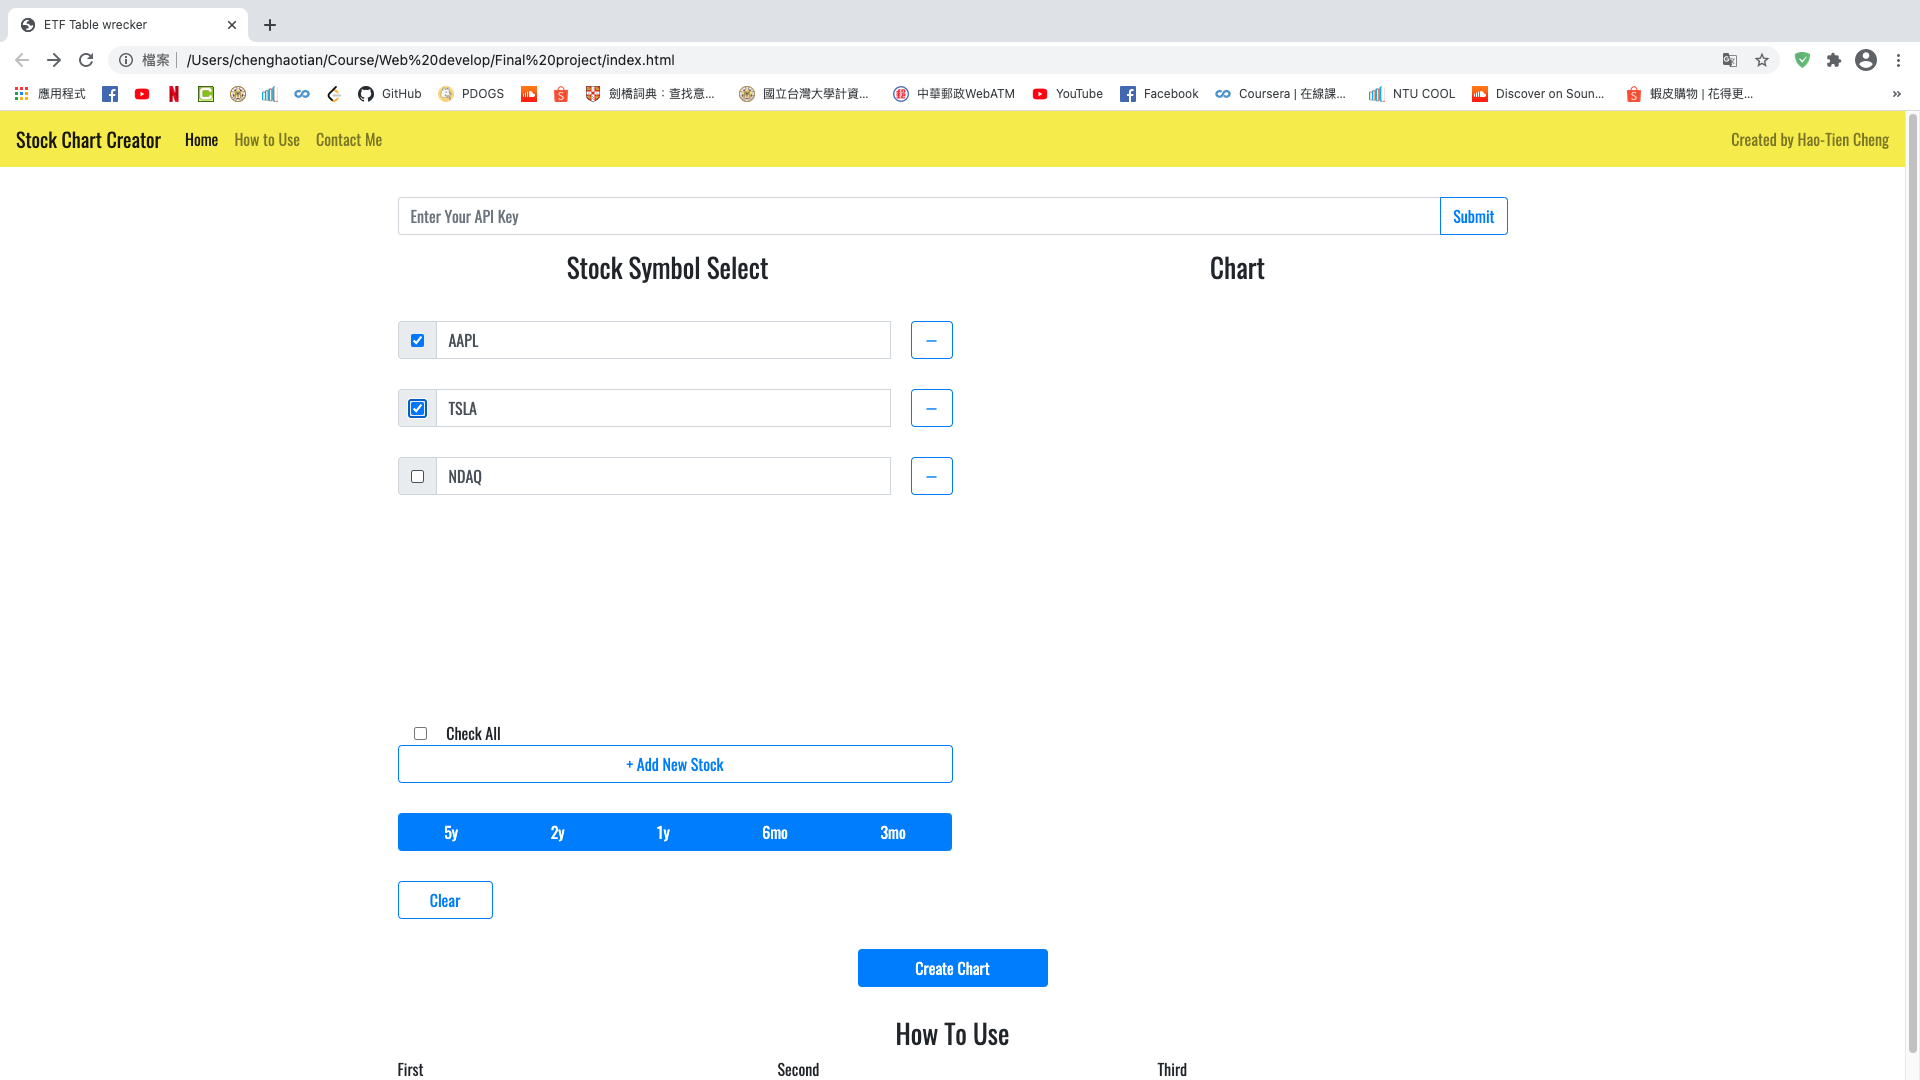 ETF Table wrecker
檔案 /Users/chenghaotian/Course/Web%20develop/Final%20project/index.html
應用程式 GitHub PDOGS 劍橋詞典：查找意... 國立台灣大學計資... 中華郵政WebATM YouTube Facebook Coursera | 在線課... NTU COOL Discover on Soun... 蝦皮購物 | 花得更... »
Stock Chart Creator Home How to Use Contact Me Created by Hao-Tien Cheng
Enter Your API Key Submit
Stock Symbol Select Chart
AAPL –
TSLA –
NDAQ –
Check All
+ Add New Stock
5y 2y 1y 6mo 3mo
Clear
Create Chart
How To Use
First Second Third